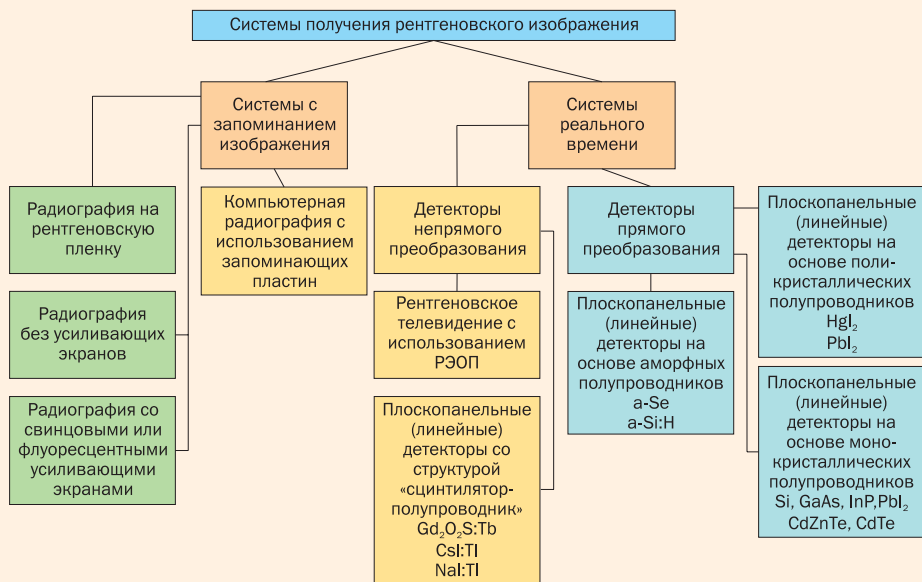 Системы получения рентгеновского изображения
Системы с
запоминанием
изображения
Системы
реального
времени
Радиография на
рентгеновскую
пленку
Компьютерная
радиография с
использованием
запоминающих
пластин
Детекторы
непрямого
преобразования
Детекторы
прямого
преобразования
Плоскопанельные
(линейные)
детекторы на
основе поли-
кристаллических
полупроводников
HgI₂
PbI₂
Радиография
без усиливающих
экранов
Рентгеновское
телевидение с
использованием
РЭОП
Плоскопанельные
(линейные)
детекторы на
основе аморфных
полупроводников
a-Se
a-Si:H
Радиография со
свинцовыми или
флуоресцентными
усиливающими
экранами
Плоскопанельные
(линейные)
детекторы со
структурой
«сцинтилятор-
полупроводник»
Gd₂O₂S:Tb
CsI:Tl
NaI:Tl
Плоскопанельные
(линейные)
детекторы на
основе моно-
кристаллических
полупроводников
Si, GaAs, InP,PbI₂
CdZnTe, CdTe